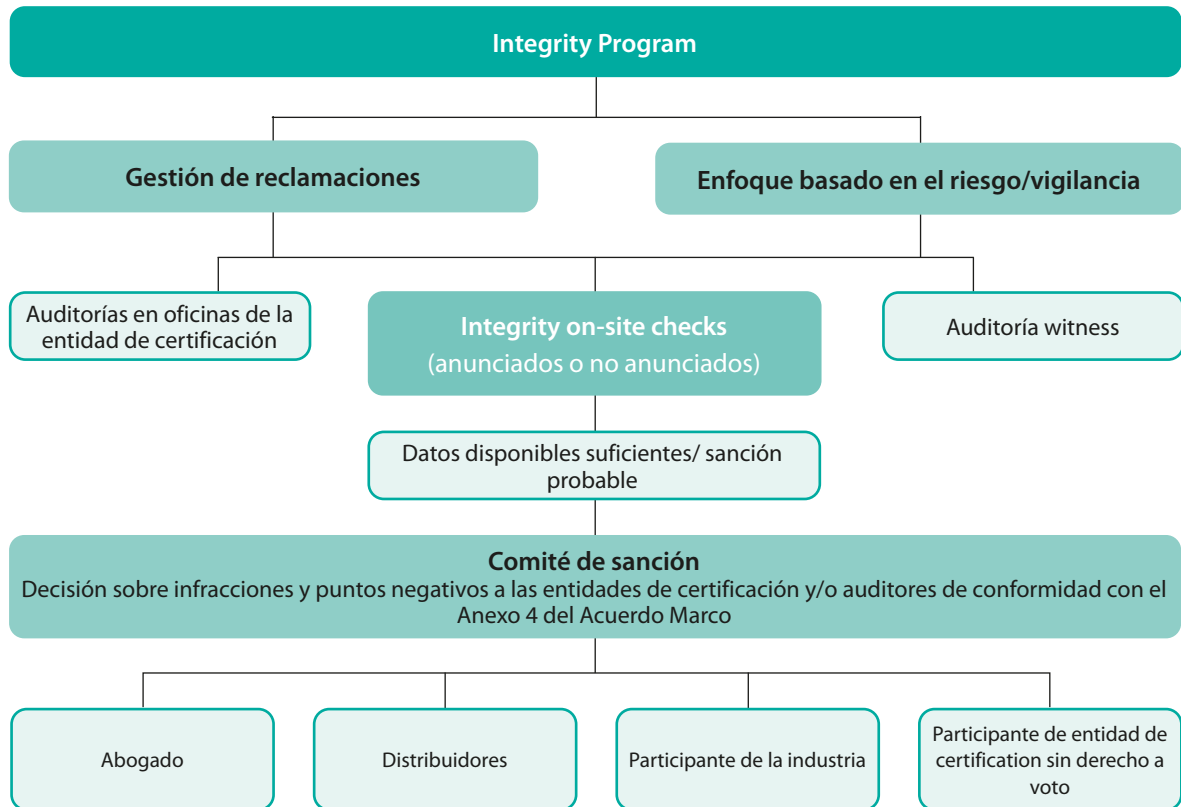 Integrity Program
Gestión de reclamaciones
Enfoque basado en el riesgo/vigilancia
Auditorías en oficinas de la
entidad de certificación
Integrity on-site checks
(anunciados o no anunciados)
Auditoría witness
Datos disponibles suficientes/ sanción
probable
Comité de sanción
Decisión sobre infracciones y puntos negativos a las entidades de certificación y/o auditores de conformidad con el
Anexo 4 del Acuerdo Marco
Abogado
Distribuidores
Participante de la industria
Participante de entidad de
certification sin derecho a
voto